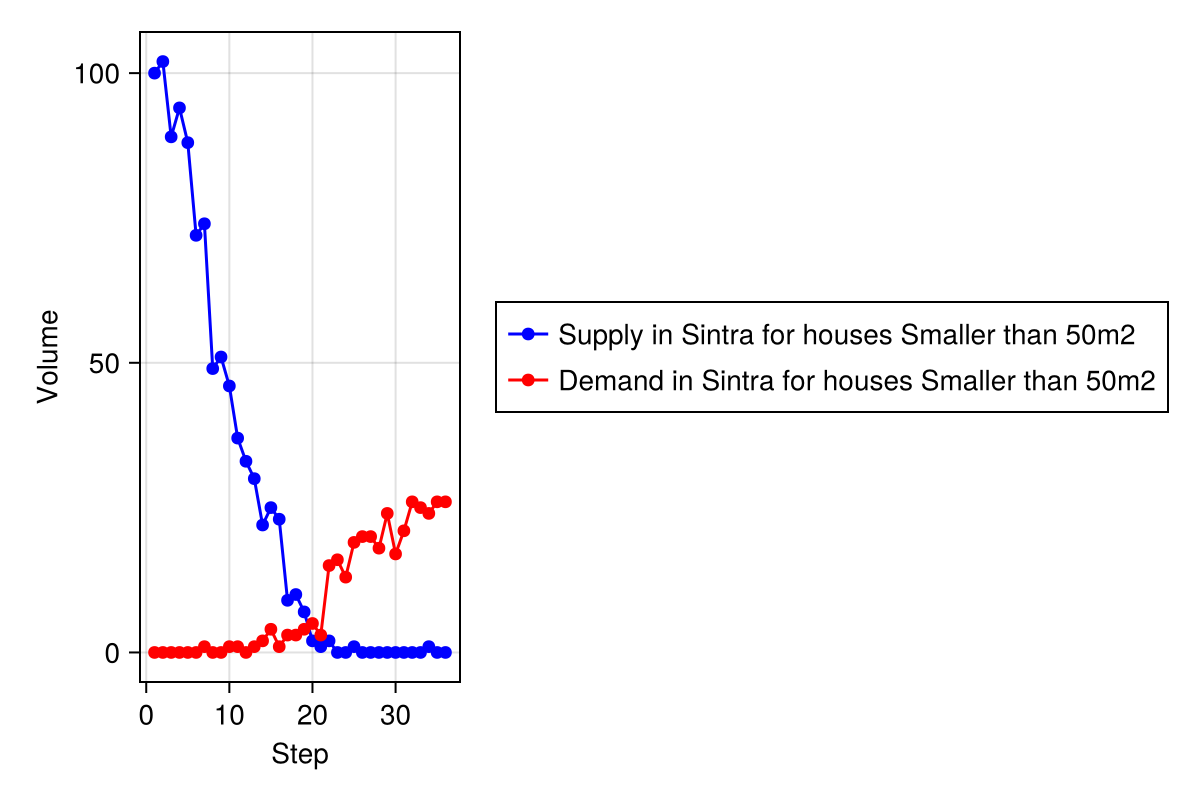 100
50
0
Volume
0 10 20 30
Step
Supply in Sintra for houses Smaller than 50m2
Demand in Sintra for houses Smaller than 50m2